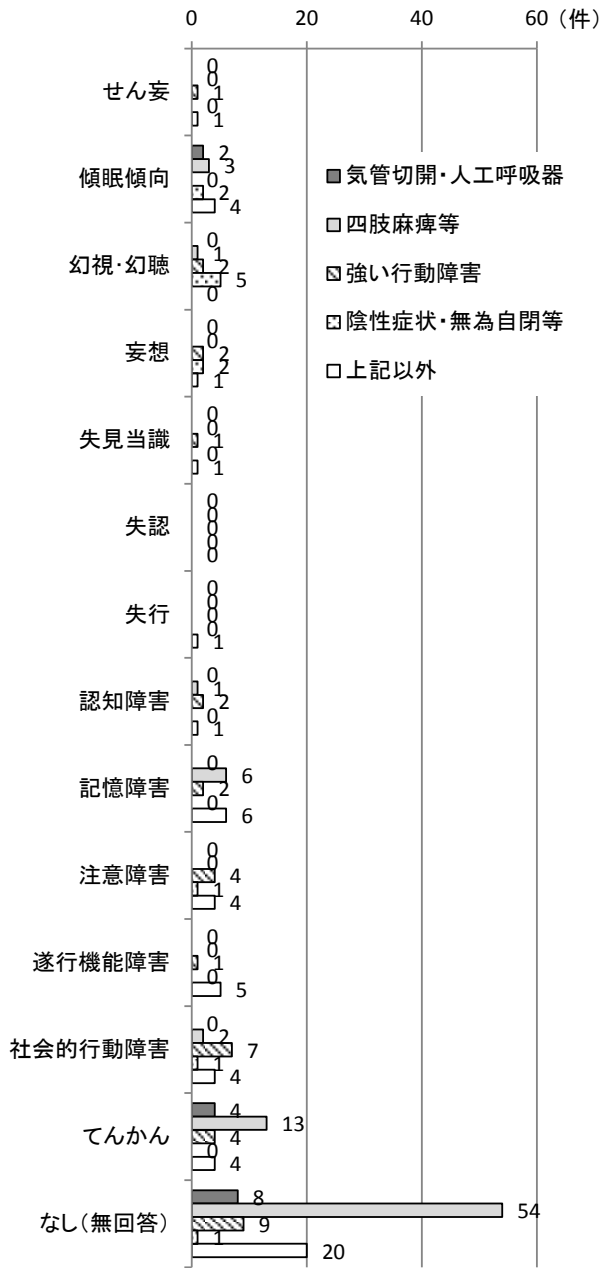 0 20 40 60 (件)
せん妄 0 0 1 0 1
傾眠傾向 2 3 0 2 4
幻視・幻聴 0 1 2 5 0
妄想 0 0 2 2 1
失見当識 0 0 1 0 1
失認 0 0 0 0 0
失行 0 0 0 0 1
認知障害 0 1 2 0 1
記憶障害 0 6 2 0 6
注意障害 0 0 4 1 4
遂行機能障害 0 0 1 0 5
社会的行動障害 0 2 7 1 4
てんかん 4 13 4 0 4
なし(無回答) 8 54 9 1 20
気管切開・人工呼吸器
四肢麻痺等
強い行動障害
陰性症状・無為自閉等
上記以外